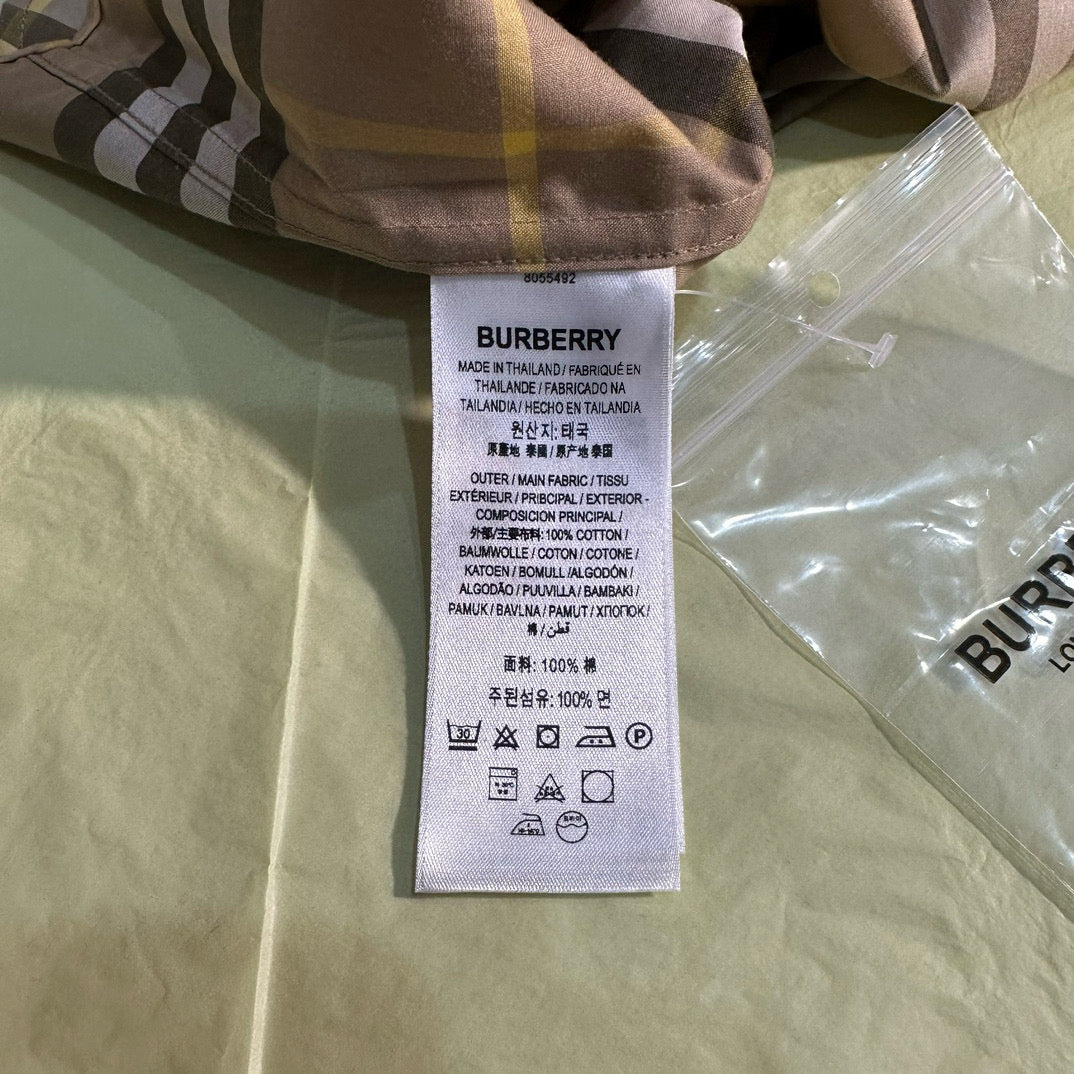 8055492
BURBERRY
MADE IN THAILAND / FABRIQUÉ EN
THAILANDE / FABRICADO NA
TAILANDIA / HECHO EN TAILANDIA
원산지: 태국
原產地 泰國 / 原产地 泰国
OUTER / MAIN FABRIC / TISSU
EXTÉRIEUR / PRIBCIPAL / EXTERIOR -
COMPOSICION PRINCIPAL /
外部/主要布料: 100% COTTON /
BAUMWOLLE / COTON / COTONE /
KATOEN / BOMULL /ALGODÓN /
ALGODÃO / PUUVILLA / BAMBAKI /
PAMUK / BAVLNA / PAMUT / ХПОПОК /
棉 / قطن
面料: 100% 棉
주된섬유: 100% 면
30
P
BURB
LON